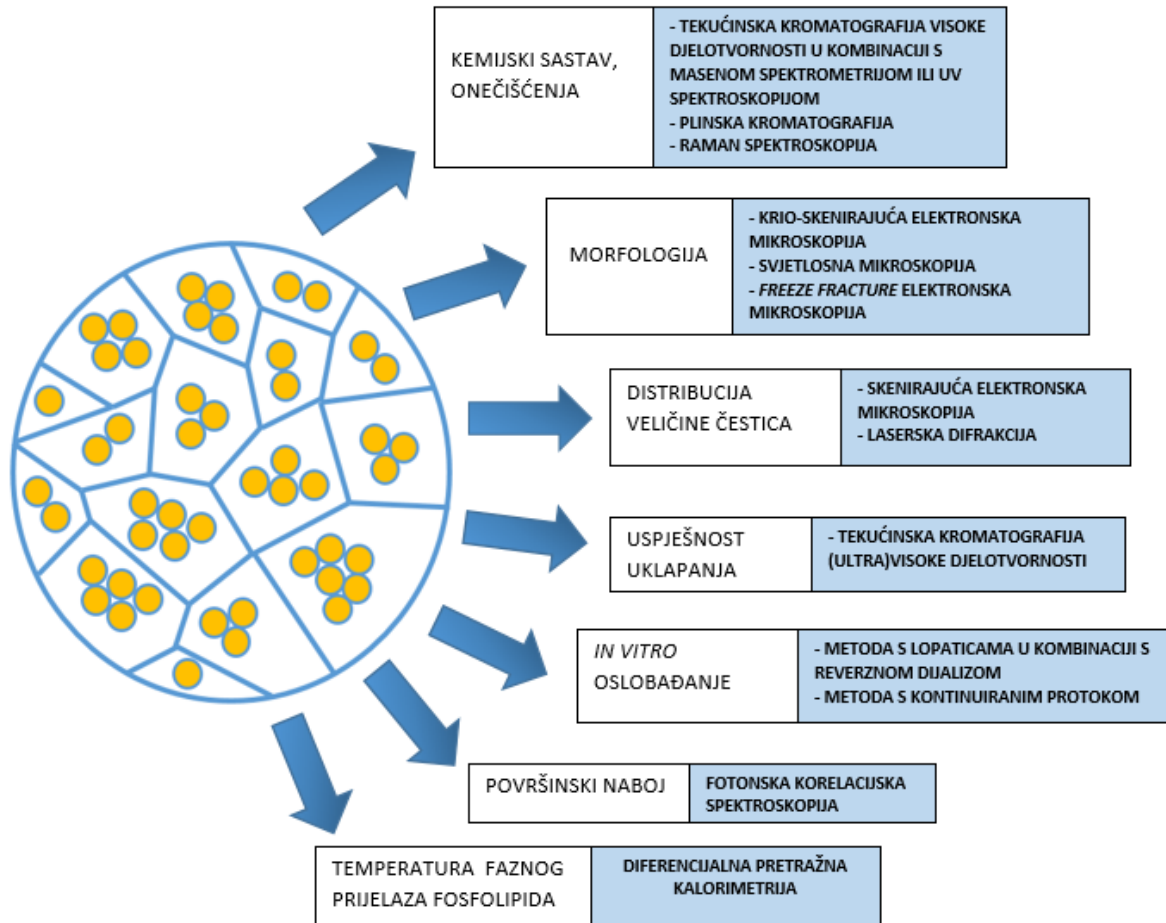 KEMIJSKI SASTAV,
ONEČIŠĆENJA
- TEKUĆINSKA KROMATOGRAFIJA VISOKE
DJELOTVORNOSTI U KOMBINACIJI S
MASENOM SPEKTROMETRIJOM ILI UV
SPEKTROSKOPIJOM
- PLINSKA KROMATOGRAFIJA
- RAMAN SPEKTROSKOPIJA
MORFOLOGIJA
- KRIO-SKENIRAJUĆA ELEKTRONSKA
MIKROSKOPIJA
- SVJETLOSNA MIKROSKOPIJA
- FREEZE FRACTURE ELEKTRONSKA
MIKROSKOPIJA
DISTRIBUCIJA
VELIČINE ČESTICA
- SKENIRAJUĆA ELEKTRONSKA
MIKROSKOPIJA
- LASERSKA DIFRAKCIJA
USPJEŠNOST
UKLAPANJA
- TEKUĆINSKA KROMATOGRAFIJA
(ULTRA)VISOKE DJELOTVORNOSTI
IN VITRO
OSLOBAĐANJE
- METODA S LOPATICAMA U KOMBINACIJI S
REVERZNOM DIJALIZOM
- METODA S KONTINUIRANIM PROTOKOM
POVRŠINSKI NABOJ
FOTONSKA KORELACIJSKA
SPEKTROSKOPIJA
TEMPERATURA FAZNOG
PRIJELAZA FOSFOLIPIDA
DIFERENCIJALNA PRETRAŽNA
KALORIMETRIJA